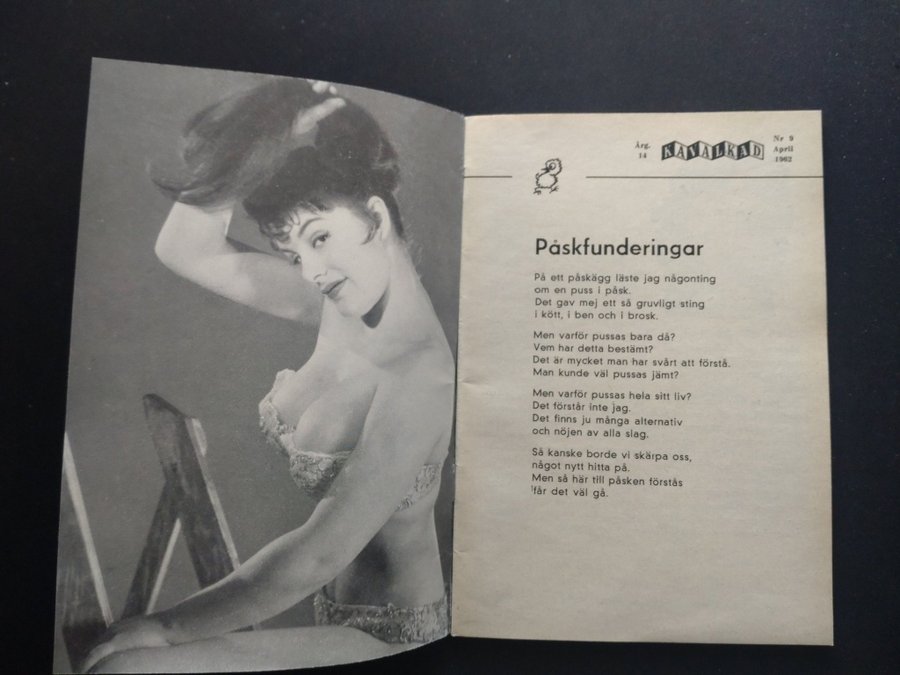 Årg.
14
KAVALKAD
Nr 9
April
1962
Påskfunderingar
På ett påskägg läste jag någonting
om en puss i påsk.
Det gav mej ett så gruvligt sting
i kött, i ben och i brosk.
Men varför pussas bara då?
Vem har detta bestämt?
Det är mycket man har svårt att förstå.
Man kunde väl pussas jämt?
Men varför pussas hela sitt liv?
Det förstår inte jag.
Det finns ju många alternativ
och nöjen av alla slag.
Så kanske borde vi skärpa oss,
något nytt hitta på.
Men så här till påsken förstås
får det väl gå.